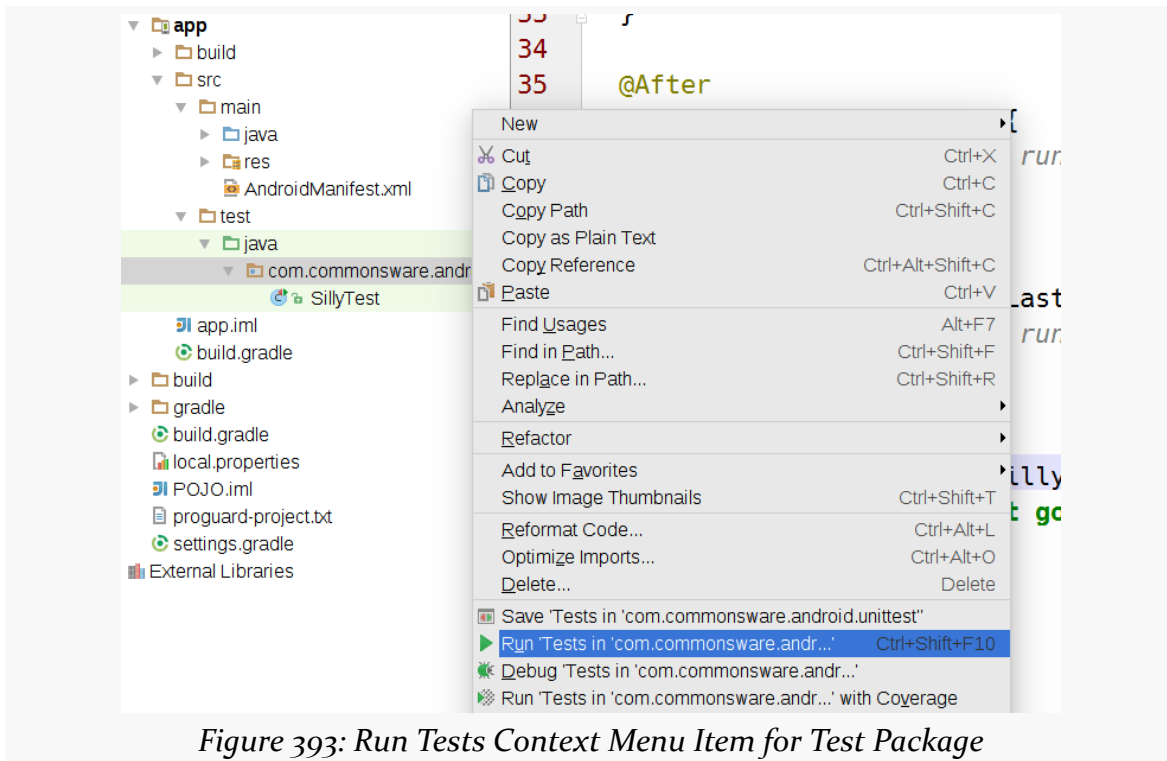 app
build
src
main
java
res
AndroidManifest.xml
test
java
com.commonsware.andr
SillyTest
app.iml
build.gradle
build
gradle
build.gradle
local.properties
POJO.iml
proguard-project.txt
settings.gradle
External Libraries
33 }
34
35 @After
{
run
Last
run
illy
t go
New
Cut Ctrl+X
Copy Ctrl+C
Copy Path Ctrl+Shift+C
Copy as Plain Text
Copy Reference Ctrl+Alt+Shift+C
Paste Ctrl+V
Find Usages Alt+F7
Find in Path... Ctrl+Shift+F
Replace in Path... Ctrl+Shift+R
Analyze
Refactor
Add to Favorites
Show Image Thumbnails Ctrl+Shift+T
Reformat Code... Ctrl+Alt+L
Optimize Imports... Ctrl+Alt+O
Delete... Delete
Save 'Tests in 'com.commonsware.android.unittest''
Run 'Tests in 'com.commonsware.andr...' Ctrl+Shift+F10
Debug 'Tests in 'com.commonsware.andr...'
Run 'Tests in 'com.commonsware.andr...' with Coverage
Figure 393: Run Tests Context Menu Item for Test Package